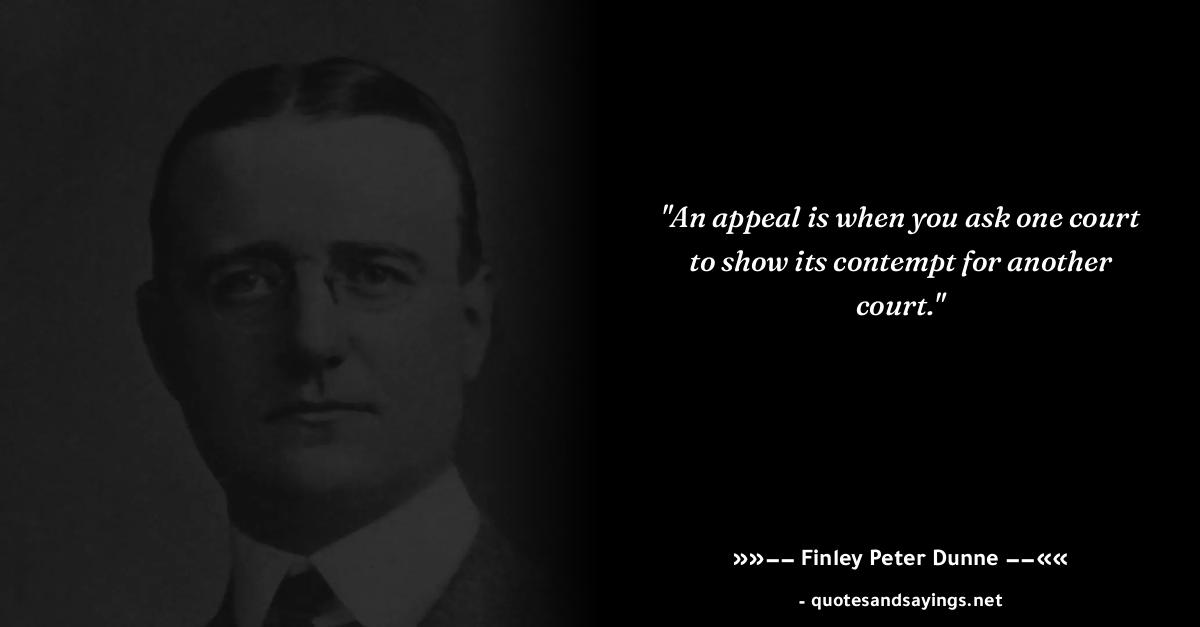 "An appeal is when you ask one court
to show its contempt for another
court."
»»–– Finley Peter Dunne ––««
- quotesandsayings.net